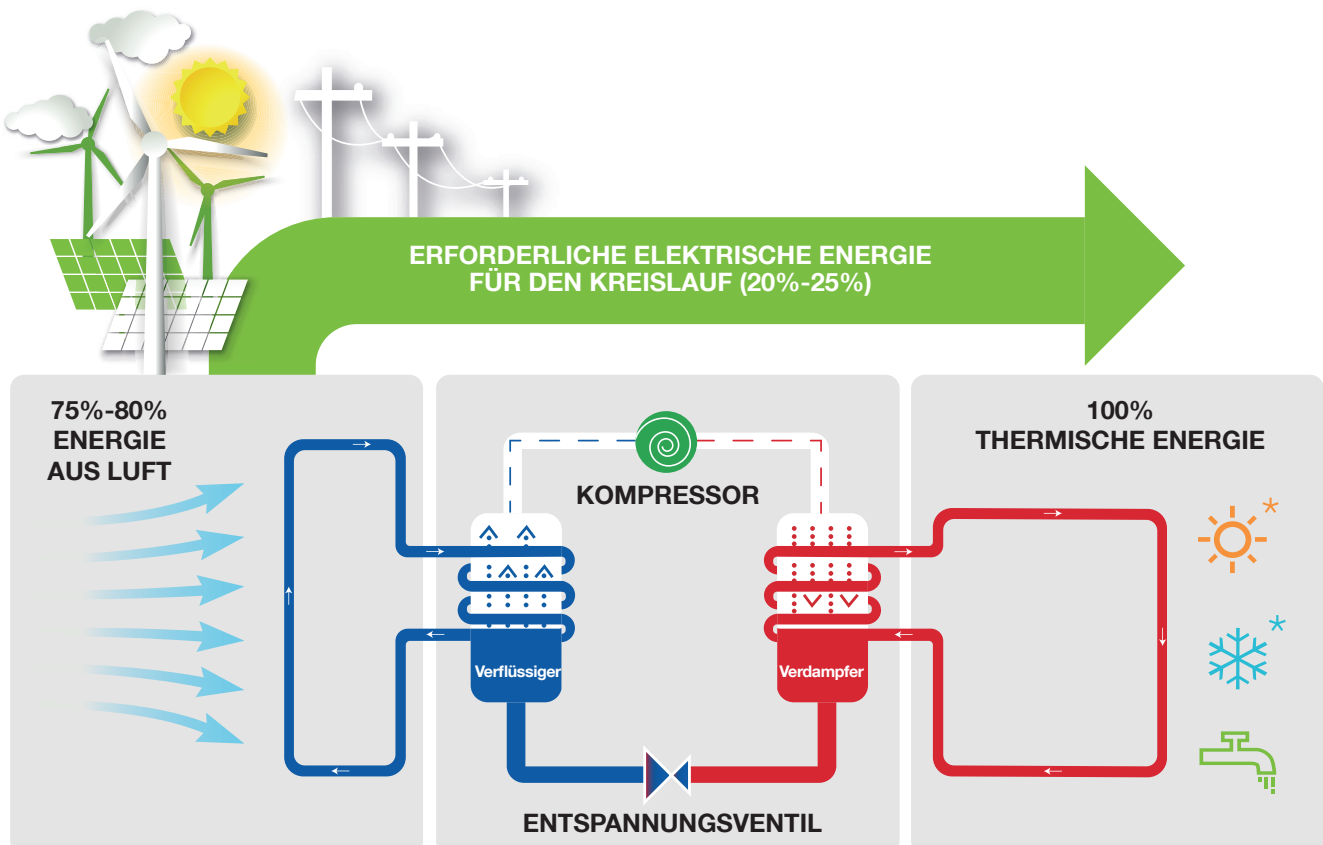 ERFORDERLICHE ELEKTRISCHE ENERGIE
FÜR DEN KREISLAUF (20%-25%)
75%-80%
ENERGIE
AUS LUFT
KOMPRESSOR
Verflüssiger
Verdampfer
ENTSPANNUNGSVENTIL
100%
THERMISCHE ENERGIE
*
*